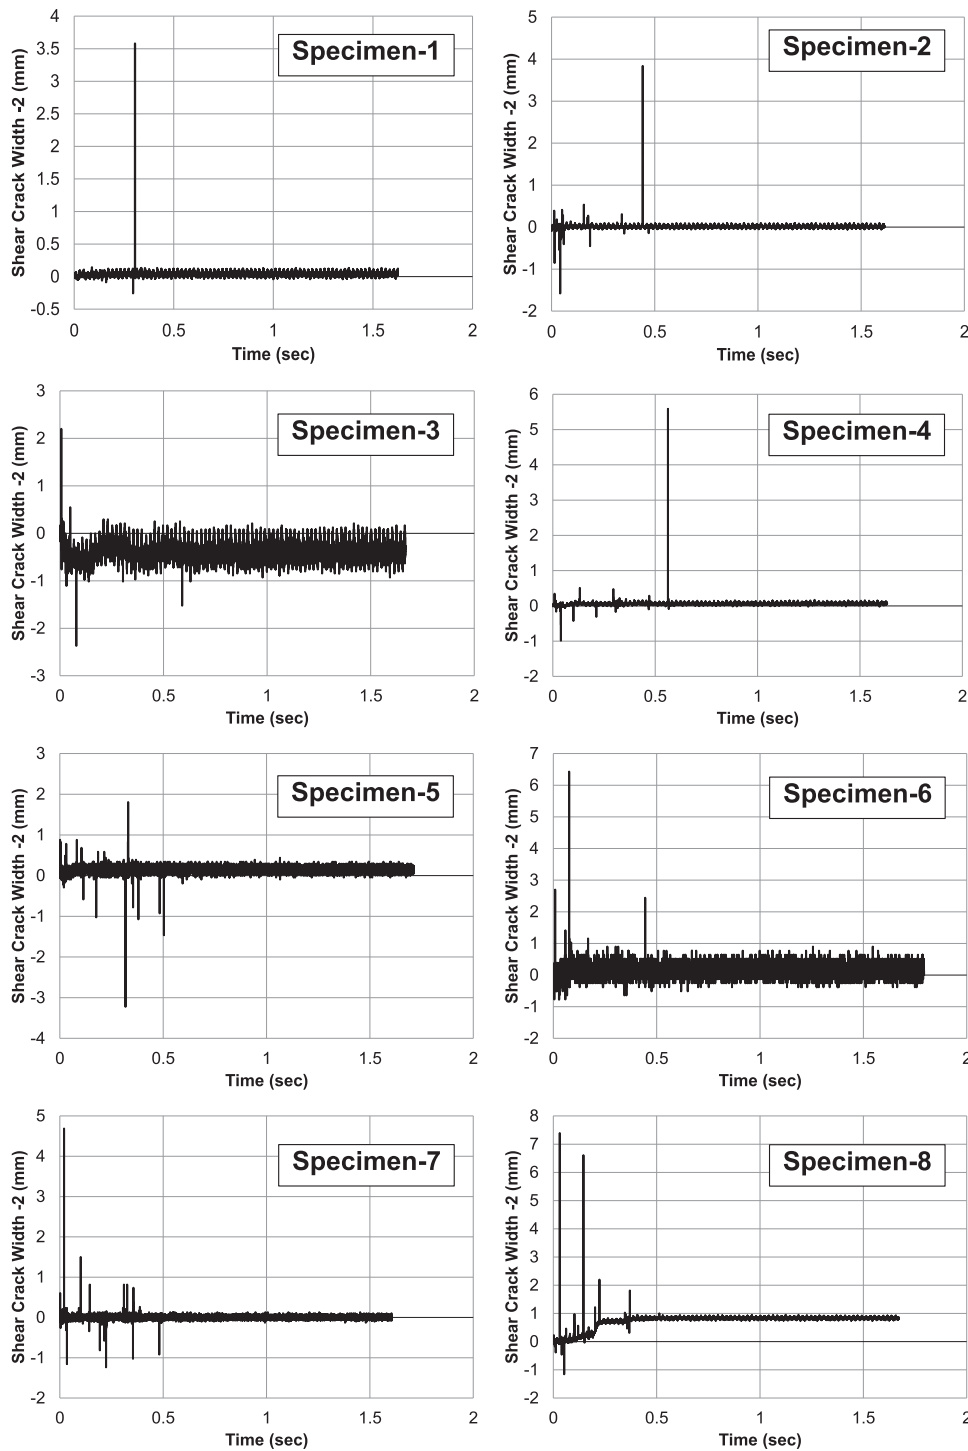 Specimen-1
Shear Crack Width -2 (mm)
4
3.5
3
2.5
2
1.5
1
0.5
0
-0.5
0 0.5 1 1.5 2
Time (sec)
Specimen-2
Shear Crack Width -2 (mm)
5
4
3
2
1
0
-1
-2
0 0.5 1 1.5 2
Time (sec)
Specimen-3
Shear Crack Width -2 (mm)
3
2
1
0
-1
-2
-3
0 0.5 1 1.5 2
Time (sec)
Specimen-4
Shear Crack Width -2 (mm)
6
5
4
3
2
1
0
-1
-2
0 0.5 1 1.5 2
Time (sec)
Specimen-5
Shear Crack Width -2 (mm)
3
2
1
0
-1
-2
-3
-4
0 0.5 1 1.5 2
Time (sec)
Specimen-6
Shear Crack Width -2 (mm)
7
6
5
4
3
2
1
0
-1
-2
0 0.5 1 1.5 2
Time (sec)
Specimen-7
Shear Crack Width -2 (mm)
5
4
3
2
1
0
-1
-2
0 0.5 1 1.5 2
Time (sec)
Specimen-8
Shear Crack Width -2 (mm)
8
7
6
5
4
3
2
1
0
-1
-2
0 0.5 1 1.5 2
Time (sec)